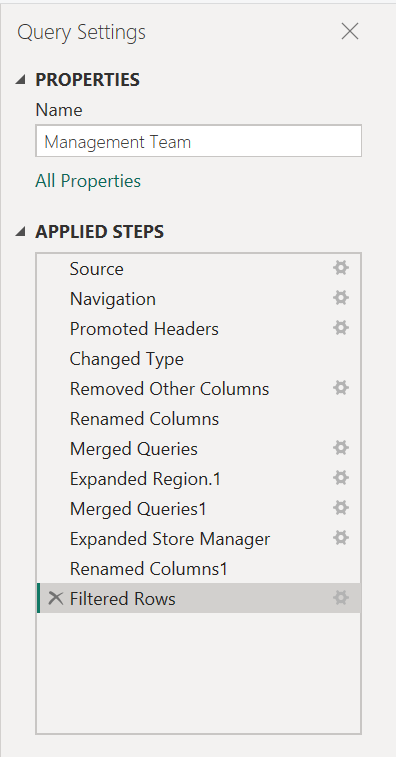 Query Settings
PROPERTIES
Name
Management Team
All Properties
APPLIED STEPS
Source
Navigation
Promoted Headers
Changed Type
Removed Other Columns
Renamed Columns
Merged Queries
Expanded Region.1
Merged Queries1
Expanded Store Manager
Renamed Columns1
Filtered Rows